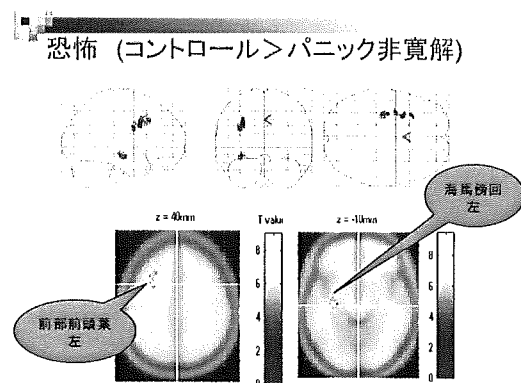 恐怖 (コントロール＞パニック非寛解)
海馬傍回
左
z = 40mm
T value
z = -10mm
8
6
4
2
0
8
6
4
2
0
前部前頭葉
左